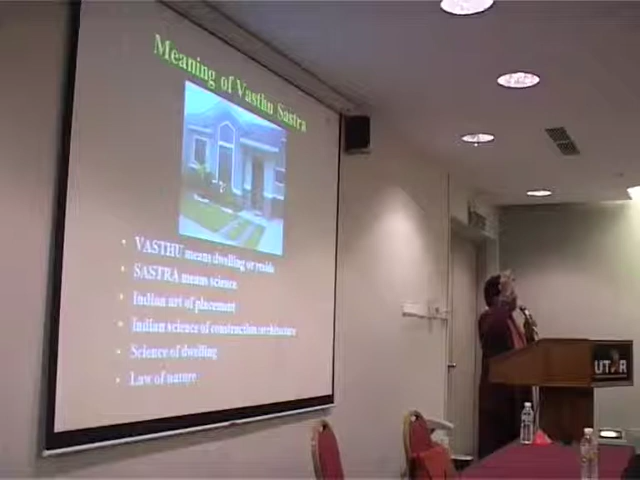 Meaning of Vasthu Sastra
• VASTHU means dwelling or reside
• SASTRA means science
• Indian art of placement
• Indian science of construction architecture
• Science of dwelling
• Law of nature
UTAR